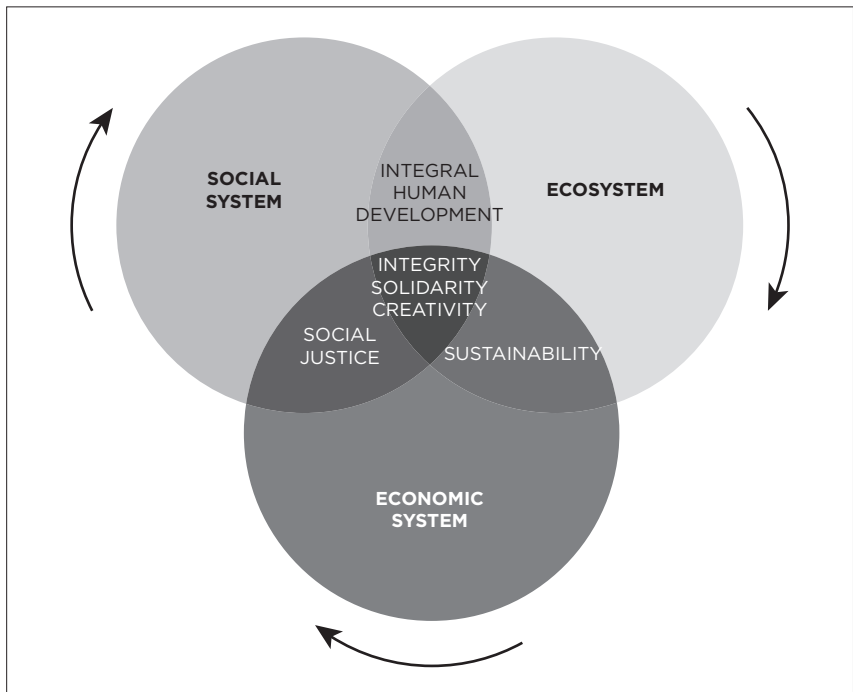 SOCIAL
SYSTEM
INTEGRAL
HUMAN
DEVELOPMENT
ECOSYSTEM
INTEGRITY
SOLIDARITY
CREATIVITY
SOCIAL
JUSTICE
SUSTAINABILITY
ECONOMIC
SYSTEM